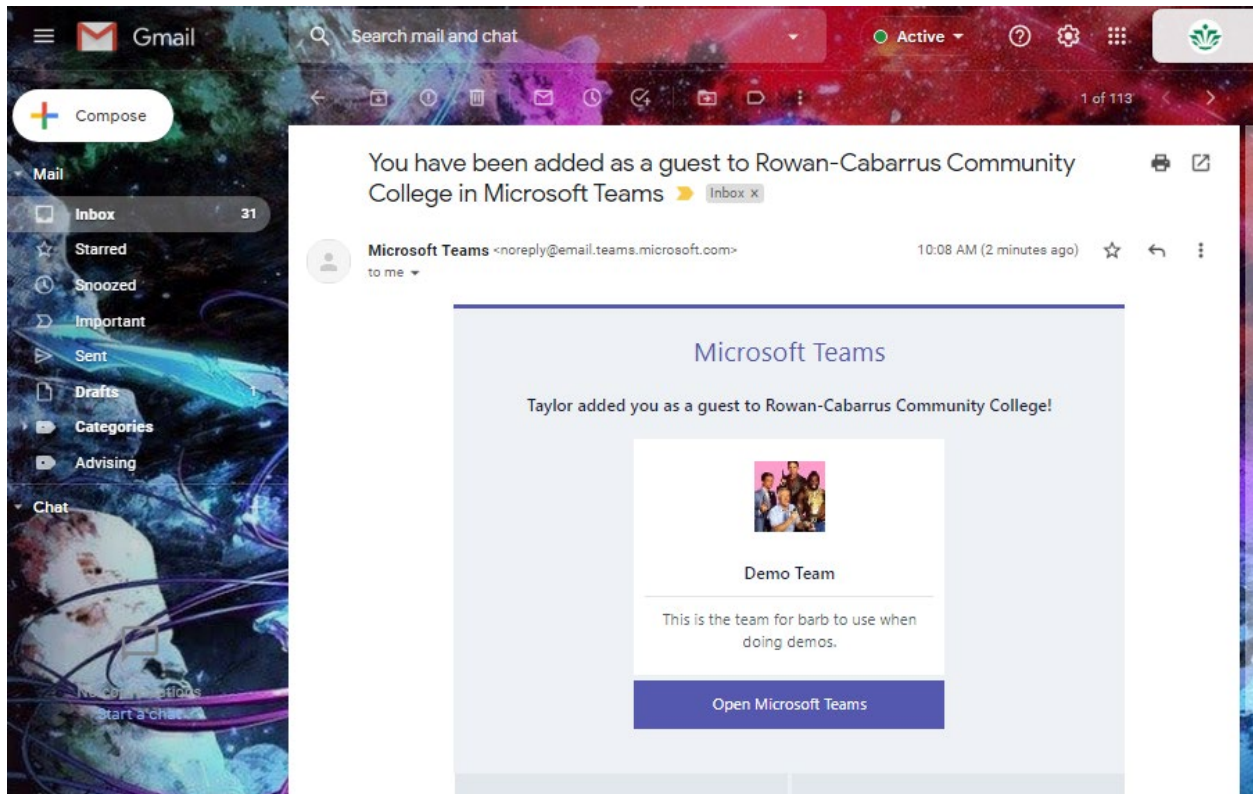 Gmail
Search mail and chat
Active
Compose
1 of 113
Mail
Inbox 31
Starred
Snoozed
Important
Sent
Drafts 1
Categories
Advising
Chat
No conversations
Start a chat
You have been added as a guest to Rowan-Cabarrus Community
College in Microsoft Teams Inbox x
Microsoft Teams <noreply@email.teams.microsoft.com> 10:08 AM (2 minutes ago)
to me
Microsoft Teams
Taylor added you as a guest to Rowan-Cabarrus Community College!
Demo Team
This is the team for barb to use when
doing demos.
Open Microsoft Teams